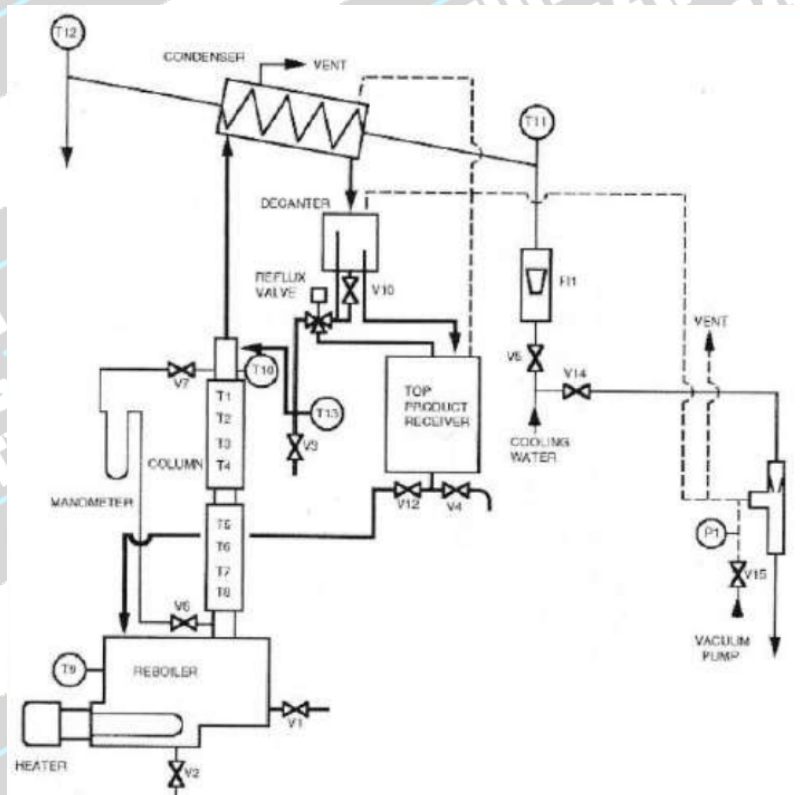 T12
CONDENSER
VENT
T11
DECANTER
REFLUX
VALVE
V10
FI1
VENT
V5
V14
V7
T10
T1
T2
T3
T4
TOP
PRODUCT
RECEIVER
T13
V3
COOLING
WATER
COLUMN
MANOMETER
V12
V4
T5
T6
T7
T8
P1
V15
V6
VACUUM
PUMP
T9
REBOILER
V1
HEATER
V2